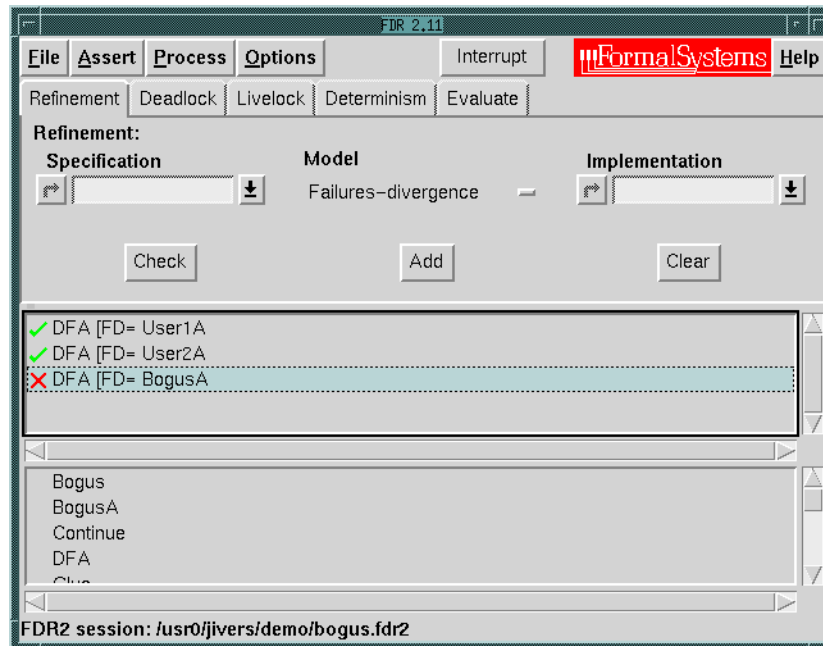 FDR 2.11
File Assert Process Options Interrupt FormalSystems Help
Refinement Deadlock Livelock Determinism Evaluate
Refinement:
Specification Model Implementation
Failures-divergence
Check Add Clear
DFA [FD= User1A
DFA [FD= User2A
DFA [FD= BogusA
Bogus
BogusA
Continue
DFA
FDR2 session: /usr0/jivers/demo/bogus.fdr2